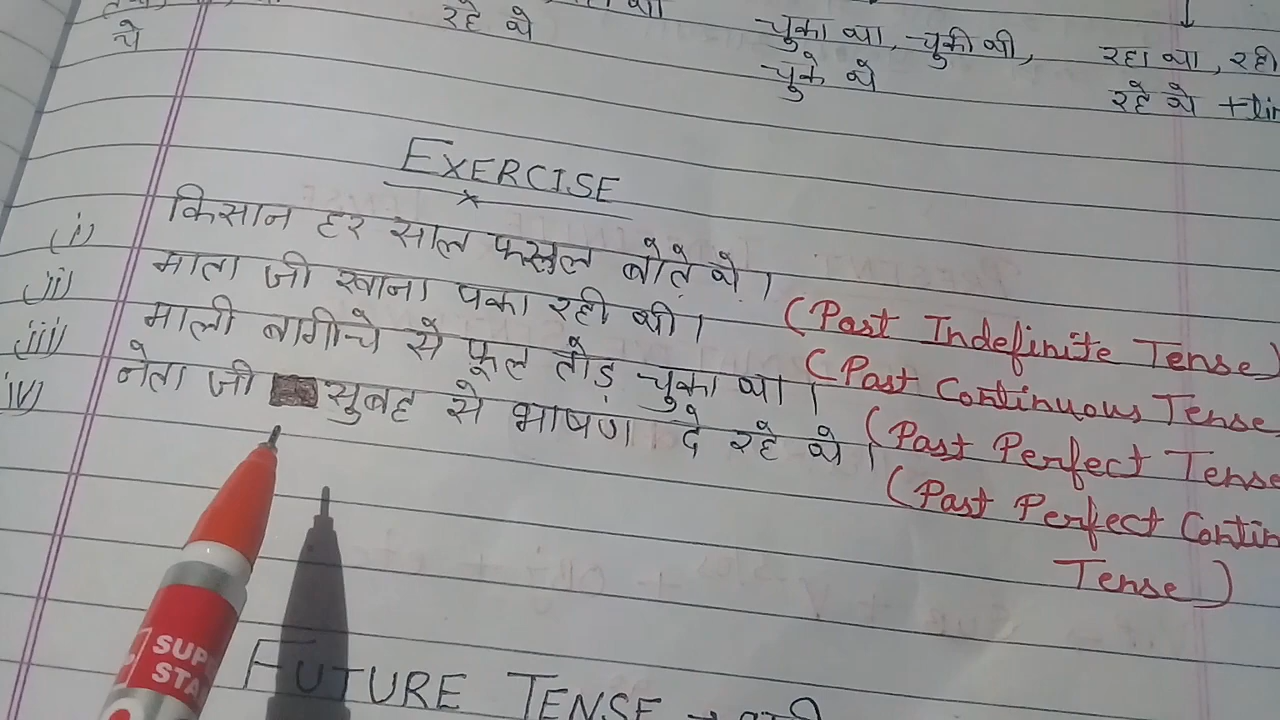 चे रहे थे चुका था, चुकी थी, रहा था, रही
चुके थे रहे थे
EXERCISE
(i) किसान हर साल फसल बोते थे। (Past Indefinite Tense)
(ii) माता जी खाना पका रही थी। (Past Continuous Tense
(iii) माली बागीचे से फूल तोड़ चुका था। (Past Perfect Tense
(iv) नेता जी सुबह से भाषण दे रहे थे। (Past Perfect Contin
Tense)
FUTURE TENSE →
SUP
STA